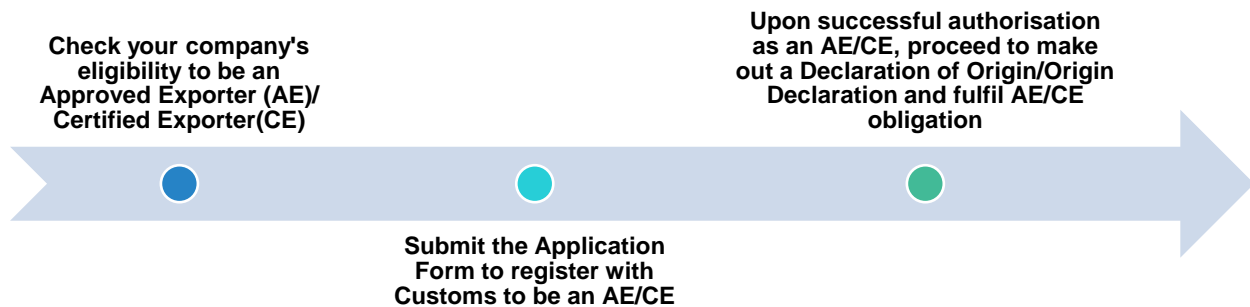 Check your company's
eligibility to be an
Approved Exporter (AE)/
Certified Exporter(CE)
Submit the Application
Form to register with
Customs to be an AE/CE
Upon successful authorisation
as an AE/CE, proceed to make
out a Declaration of Origin/Origin
Declaration and fulfil AE/CE
obligation